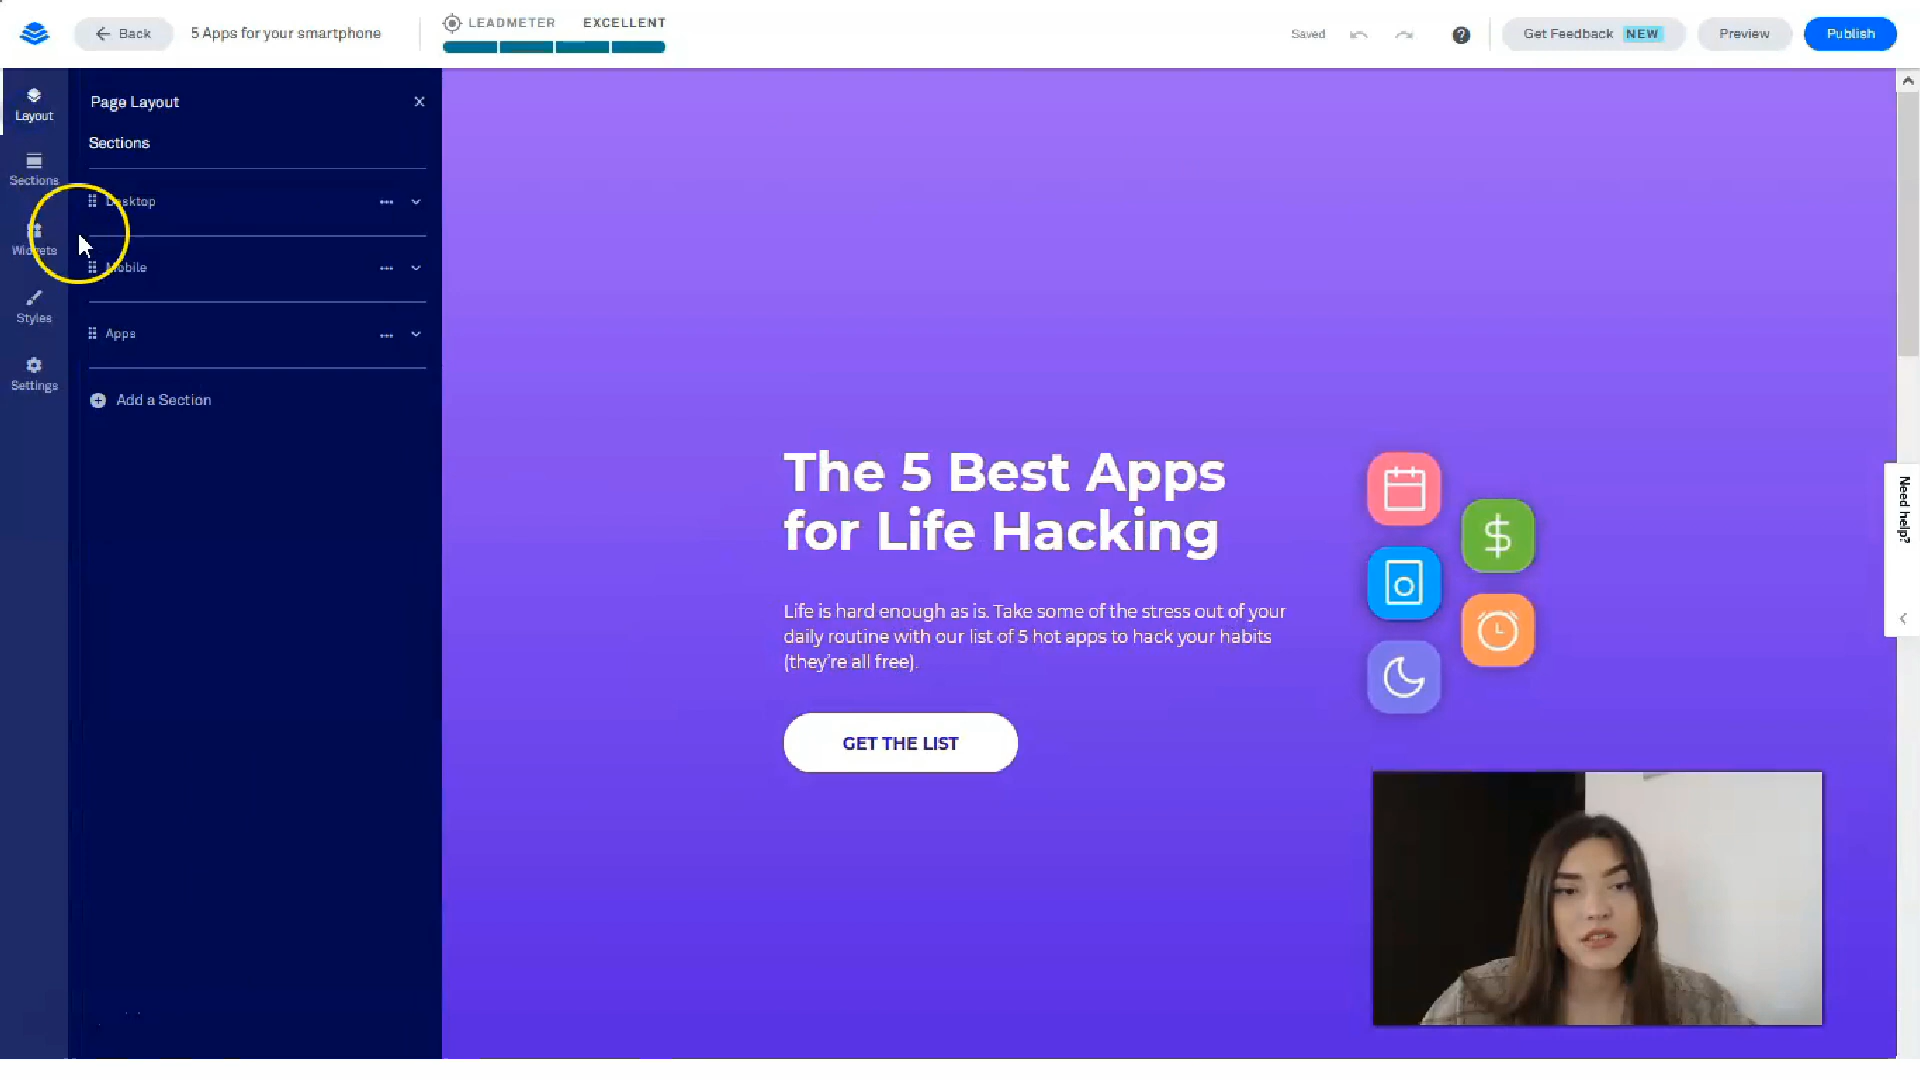 Back
5 Apps for your smartphone
LEADMETER EXCELLENT
Saved
?
Get Feedback NEW
Preview
Publish
Layout
Sections
Widgets
Styles
Settings
Page Layout
Sections
Desktop
Mobile
Apps
Add a Section
The 5 Best Apps
for Life Hacking
Life is hard enough as is. Take some of the stress out of your
daily routine with our list of 5 hot apps to hack your habits
(they're all free).
GET THE LIST
$
Need help?